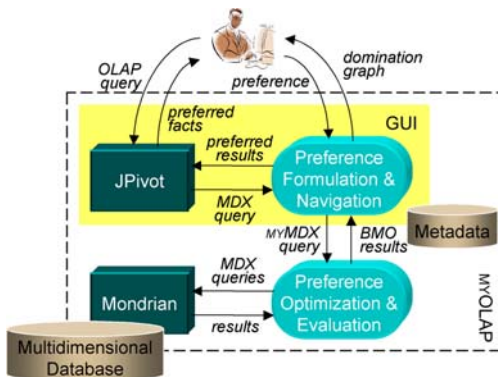 OLAP
query
preferred
facts
preference
domination
graph
GUI
JPivot
preferred
results
MDX
query
Preference
Formulation &
Navigation
Metadata
MYMDX
query
BMO
results
Mondrian
MDX
queries
results
Preference
Optimization &
Evaluation
MYOLAP
Multidimensional
Database